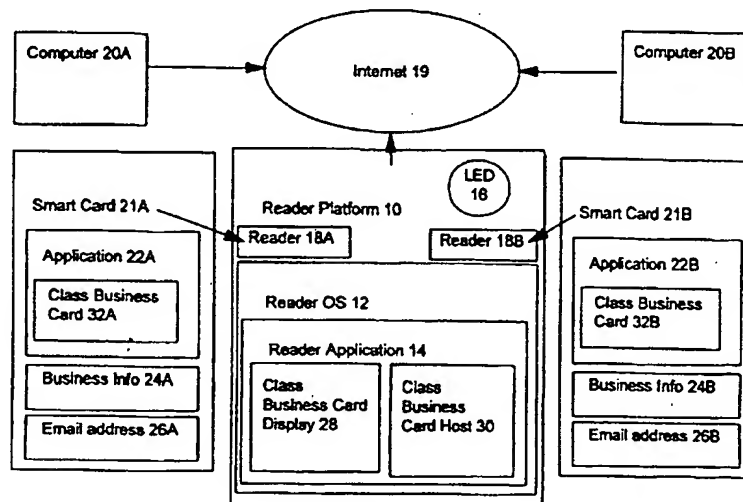 Computer 20A
Internet 19
Computer 20B
Smart Card 21A
Application 22A
Class Business
Card 32A
Business Info 24A
Email address 26A
LED
16
Reader Platform 10
Reader 18A
Reader 18B
Reader OS 12
Reader Application 14
Class
Business Card
Display 28
Class
Business
Card Host 30
Smart Card 21B
Application 22B
Class Business
Card 32B
Business Info 24B
Email address 26B